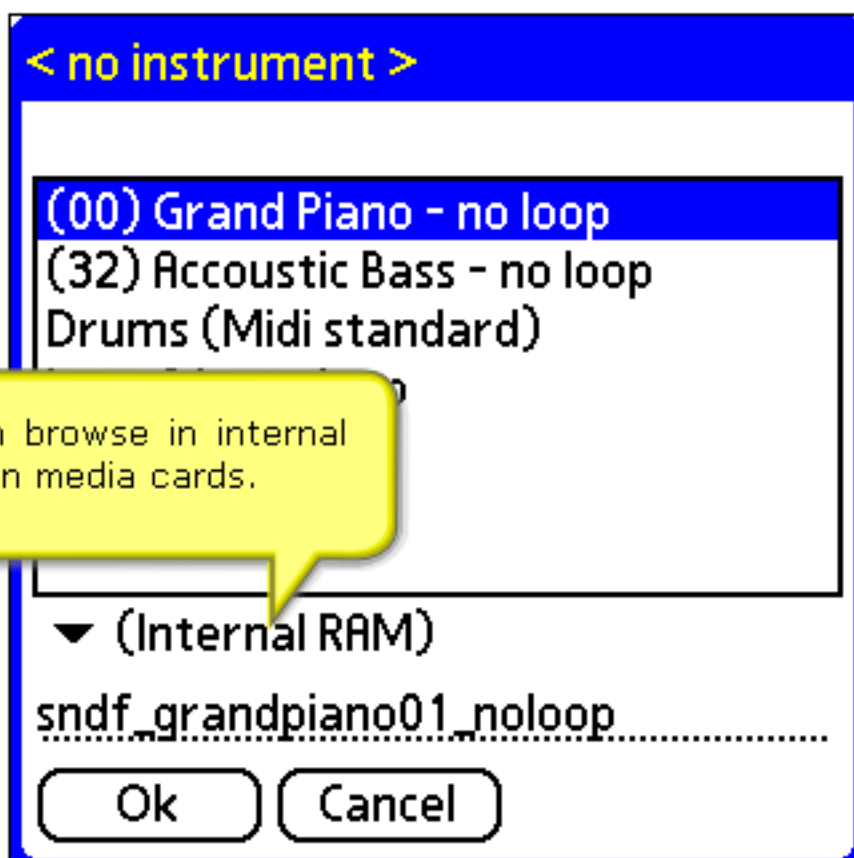 < no instrument >
(00) Grand Piano - no loop
(32) Accoustic Bass - no loop
Drums (Midi standard)
browse in internal
media cards.
(Internal RAM)
sndf_grandpiano01_noloop
Ok
Cancel